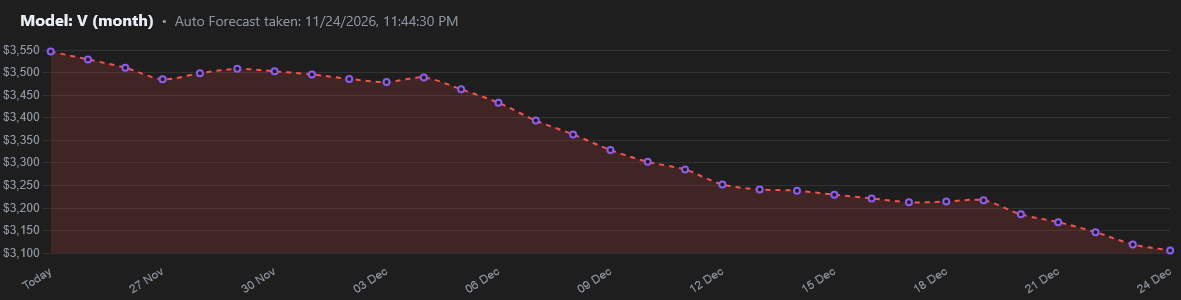 Model: V (month) • Auto Forecast taken: 11/24/2026, 11:44:30 PM
$3,550
$3,500
$3,450
$3,400
$3,350
$3,300
$3,250
$3,200
$3,150
$3,100
Today
27 Nov
30 Nov
03 Dec
06 Dec
09 Dec
12 Dec
15 Dec
18 Dec
21 Dec
24 Dec